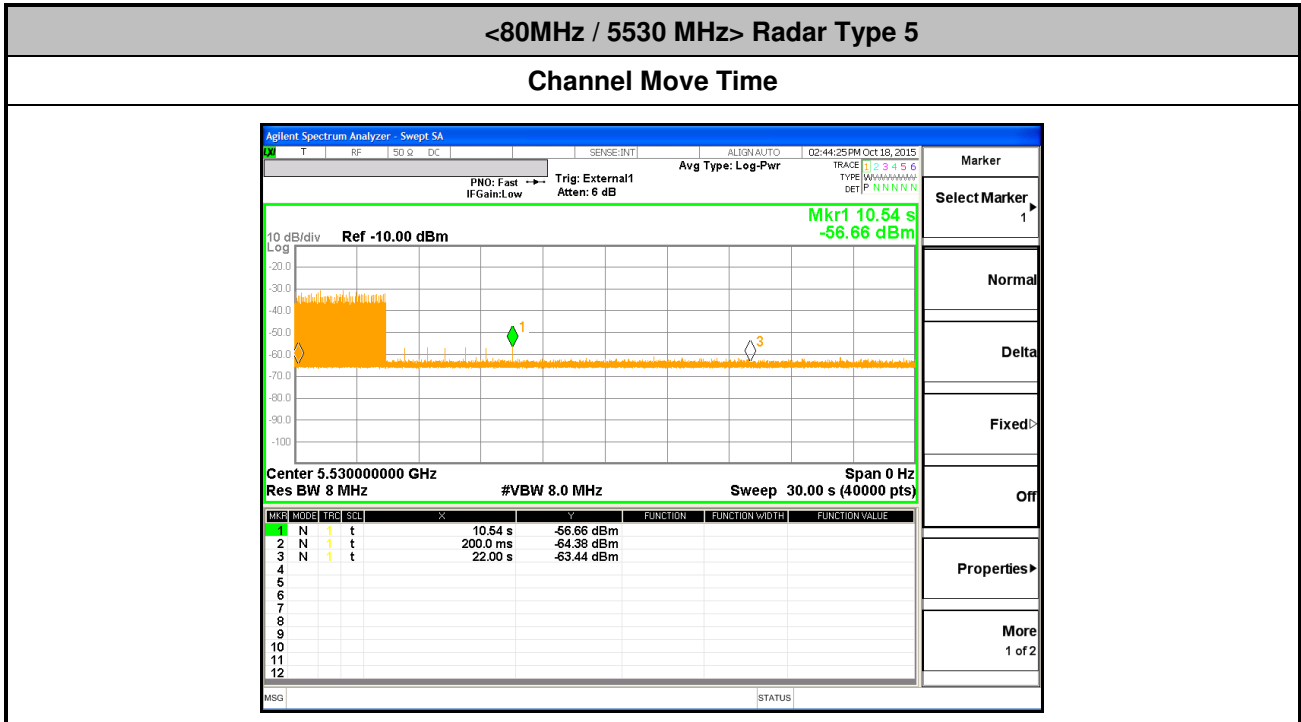 <80MHz / 5530 MHz> Radar Type 5
Channel Move Time
Agilent Spectrum Analyzer - Swept SA
LXI T RF 50 Ω DC SENSE:INT ALIGN AUTO 02:44:25 PM Oct 18, 2015
Avg Type: Log-Pwr TRACE 1 2 3 4 5 6
PNO: Fast Trig: External1 TYPE WWWWWW
IFGain:Low Atten: 6 dB DET P N N N N N
Mkr1 10.54 s
10 dB/div Ref -10.00 dBm -56.66 dBm
Log
-20.0
-30.0
-40.0
-50.0
1
-60.0
3
-70.0
-80.0
-90.0
-100
Center 5.530000000 GHz Span 0 Hz
Res BW 8 MHz #VBW 8.0 MHz Sweep 30.00 s (40000 pts)
MKR MODE TRC SCL X Y FUNCTION FUNCTION WIDTH FUNCTION VALUE
1 N 1 t 10.54 s -56.66 dBm
2 N 1 t 200.0 ms -64.38 dBm
3 N 1 t 22.00 s -63.44 dBm
4
5
6
7
8
9
10
11
12
MSG STATUS
Marker
Select Marker
1
Normal
Delta
Fixed
Off
Properties
More
1 of 2